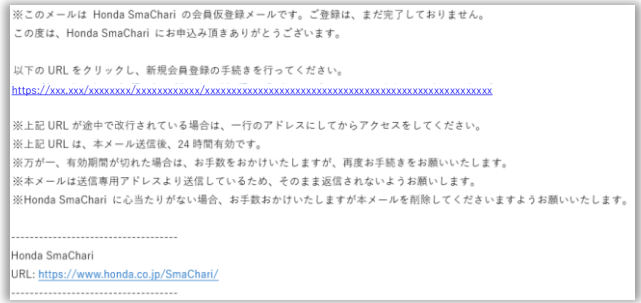 ※このメールは Honda SmaChari の会員仮登録メールです。ご登録は、まだ完了しておりません。
この度は、Honda SmaChari にお申込み頂きありがとうございます。
以下の URL をクリックし、新規会員登録の手続きを行ってください。
https://xxx.xxx/xxxxxxxx/xxxxxxxxxxxx/xxxxxxxxxxxxxxxxxxxxxxxxxxxxxxxxxxxxxxxxxxxxxxxxxxxxxx
※上記 URL が途中で改行されている場合は、一行のアドレスにしてからアクセスをしてください。
※上記 URL は、本メール送信後、24 時間有効です。
※万が一、有効期間が切れた場合は、お手数をおかけいたしますが、再度お手続きをお願いいたします。
※本メールは送信専用アドレスより送信しているため、そのまま返信されないようお願いします。
※Honda SmaChari に心当たりがない場合、お手数おかけいたしますが本メールを削除してくださいますようお願いいたします。
-----------------------------------
Honda SmaChari
URL: https://www.honda.co.jp/SmaChari/
-----------------------------------